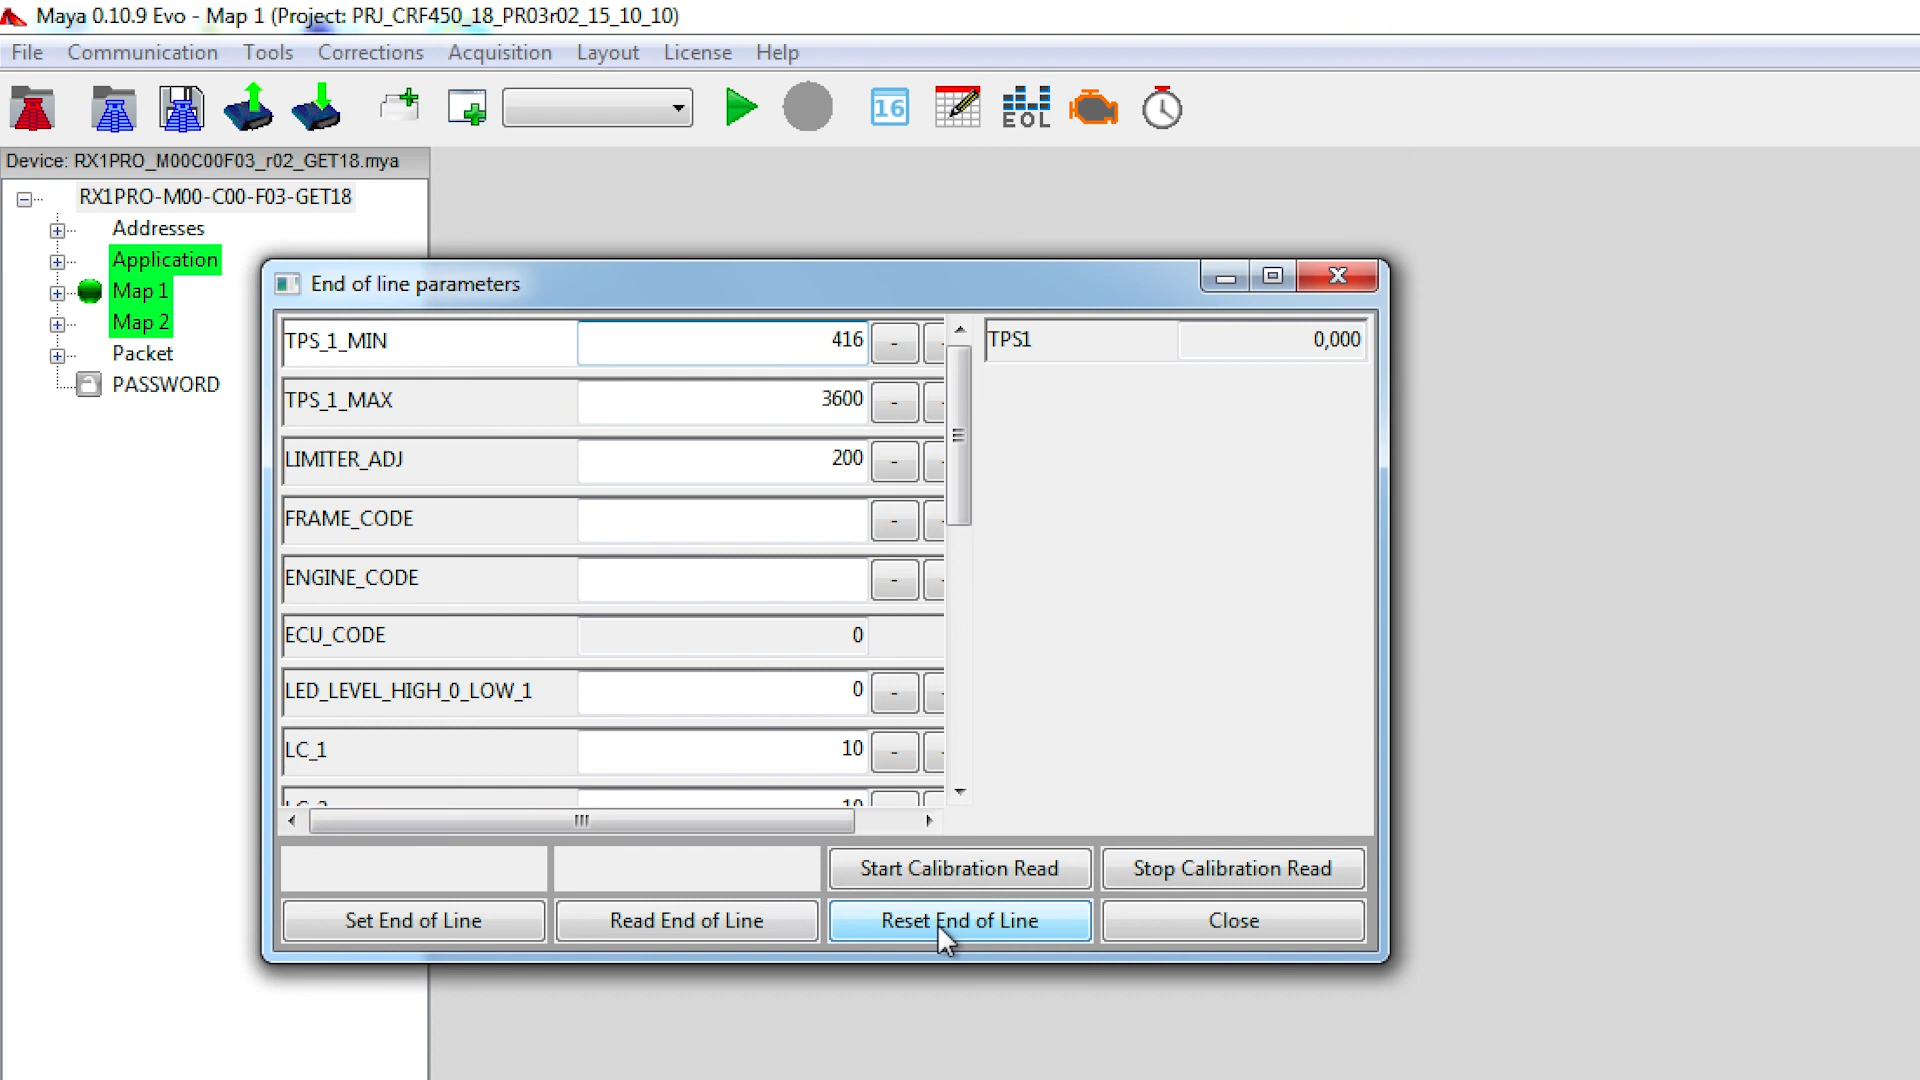 Maya 0.10.9 Evo - Map 1 (Project: PRJ_CRF450_18_PR03r02_15_10_10)
File Communication Tools Corrections Acquisition Layout License Help
16 EOL
Device: RX1PRO_M00C00F03_r02_GET18.mya
RX1PRO-M00-C00-F03-GET18
Addresses
Application
Map 1
Map 2
Packet
PASSWORD
End of line parameters
TPS_1_MIN 416 -
TPS1 0,000
TPS_1_MAX 3600 -
LIMITER_ADJ 200 -
FRAME_CODE -
ENGINE_CODE -
ECU_CODE 0
LED_LEVEL_HIGH_0_LOW_1 0 -
LC_1 10 -
Start Calibration Read Stop Calibration Read
Set End of Line Read End of Line Reset End of Line Close